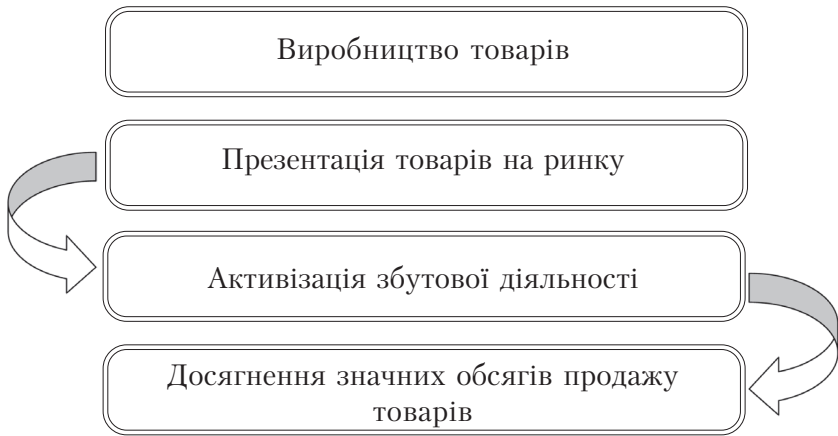 Виробництво товарів
Презентація товарів на ринку
Активізація збутової діяльності
Досягнення значних обсягів продажу
товарів